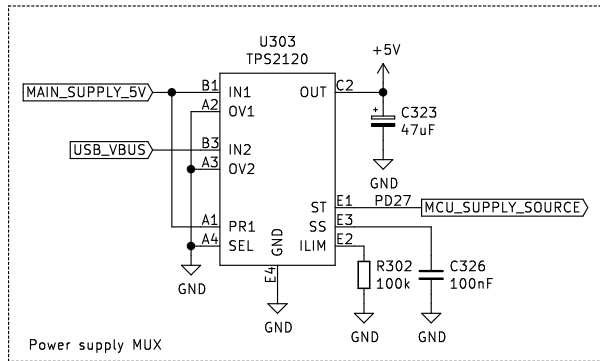 U303
TPS2120
+5V
MAIN_SUPPLY_5V
B1
IN1
OUT
C2
A2
OV1
C323
47uF
+
USB_VBUS
B3
IN2
A3
OV2
GND
ST
E1
PD27
MCU_SUPPLY_SOURCE
A1
PR1
SS
E3
A4
SEL
GND
ILIM
E2
E4
R302
100k
C326
100nF
GND
GND
GND
GND
Power supply MUX